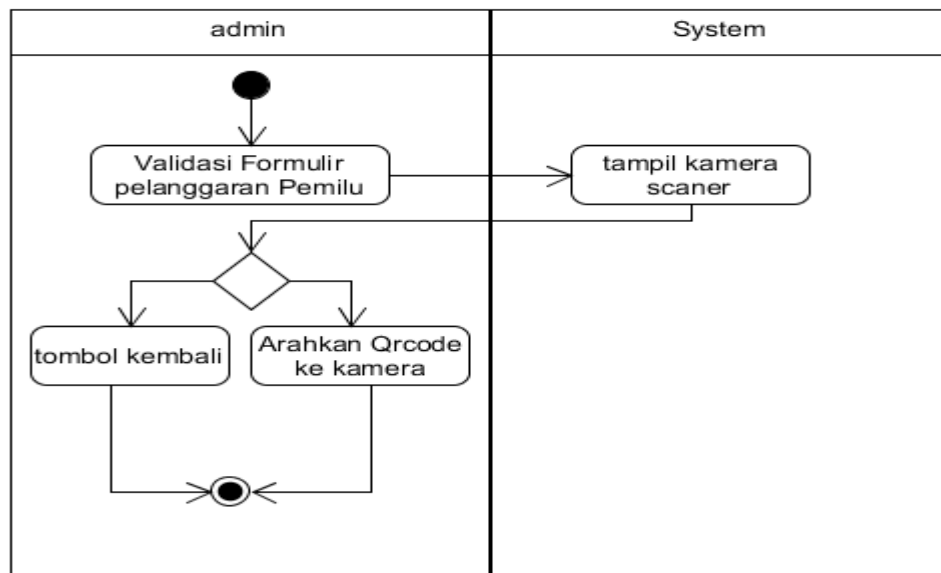 admin
System
Validasi Formulir
pelanggaran Pemilu
tampil kamera
scaner
tombol kembali
Arahkan Qrcode
ke kamera